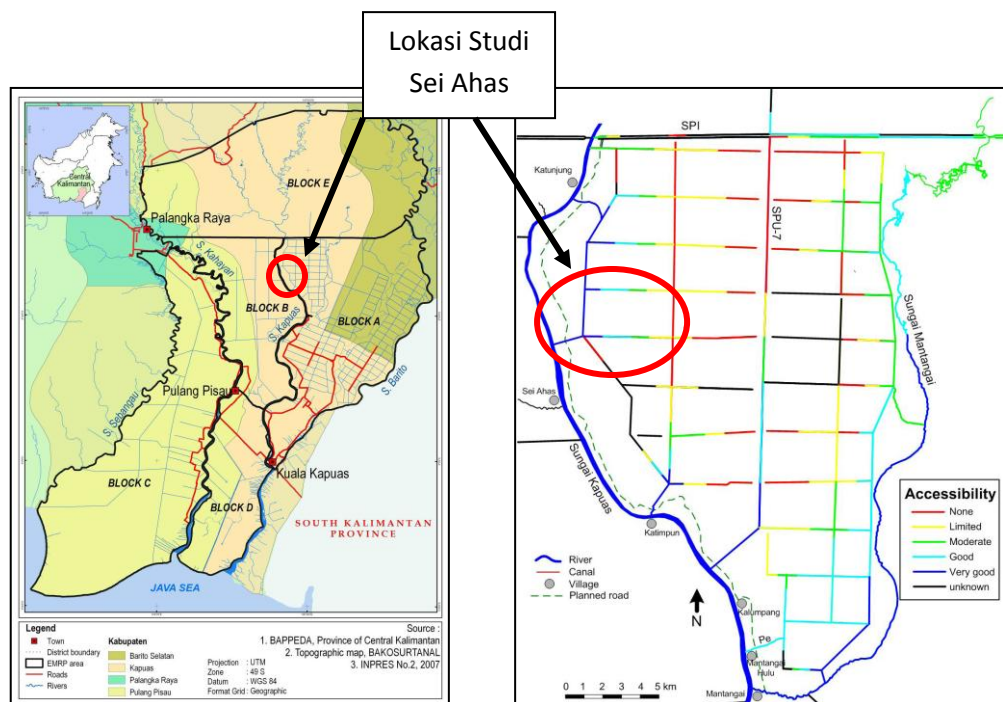 Lokasi Studi
Sei Ahas
Central
Kalimantan
BLOCK E
Palangka Raya
S. Kahayan
BLOCK B
S. Kapuas
BLOCK A
S. Barito
Pulang Pisau
S. Sebangau
Kuala Kapuas
BLOCK C
BLOCK D
SOUTH KALIMANTAN
PROVINCE
JAVA SEA
Legend
Town
District boundary
EMRP area
Roads
Rivers
Kabupaten
Barito Selatan
Kapuas
Palangka Raya
Pulang Pisau
Projection : UTM
Zone : 49 S
Datum : WGS 84
Format Grid : Geographic
Source :
1. BAPPEDA, Province of Central Kalimantan
2. Topographic map, BAKOSURTANAL
3. INPRES No.2, 2007
SPI
Katunjung
SPU-7
Sungai Mantangai
Sei Ahas
Sungai Kapuas
Katimpun
Kalumpang
Pe
Mantangai
Hulu
Mantangai
N
River
Canal
Village
Planned road
0 1 2 3 4 5 km
Accessibility
None
Limited
Moderate
Good
Very good
unknown